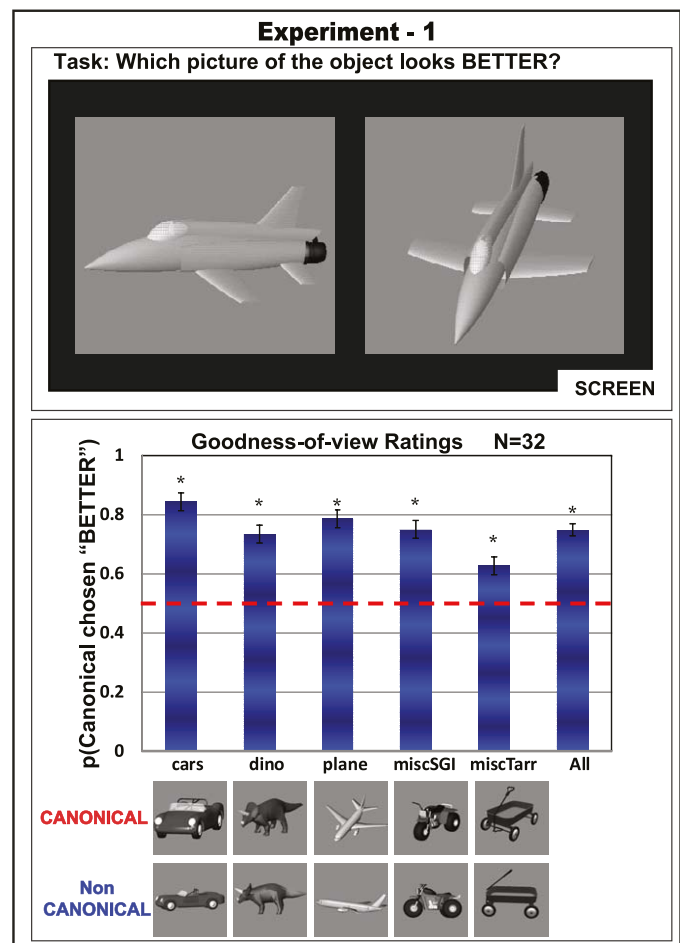 Experiment - 1
Task: Which picture of the object looks BETTER?
SCREEN
Goodness-of-view Ratings N=32
p(Canonical chosen “BETTER”)
1
0.8
0.6
0.4
0.2
0
* * * * * *
cars dino plane miscSGI miscTarr All
CANONICAL
Non
CANONICAL